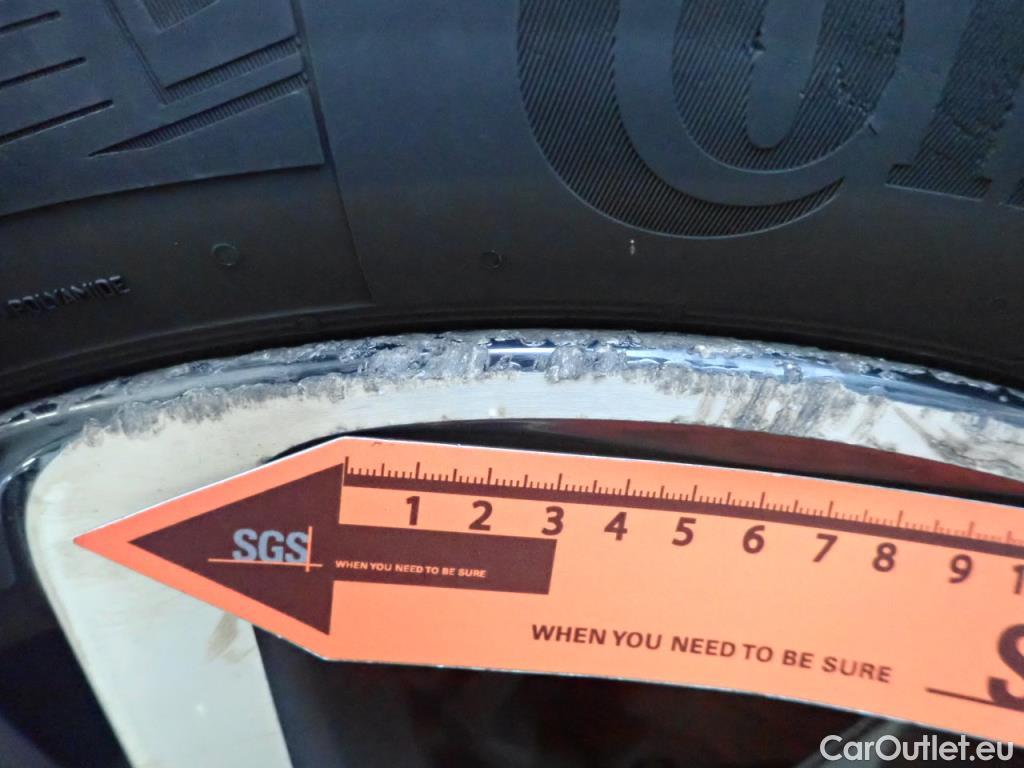 POLYAMIDE
1 2 3 4 5 6 7 8 9 1
SGS
WHEN YOU NEED TO BE SURE
WHEN YOU NEED TO BE SURE
S
CarOutlet.eu